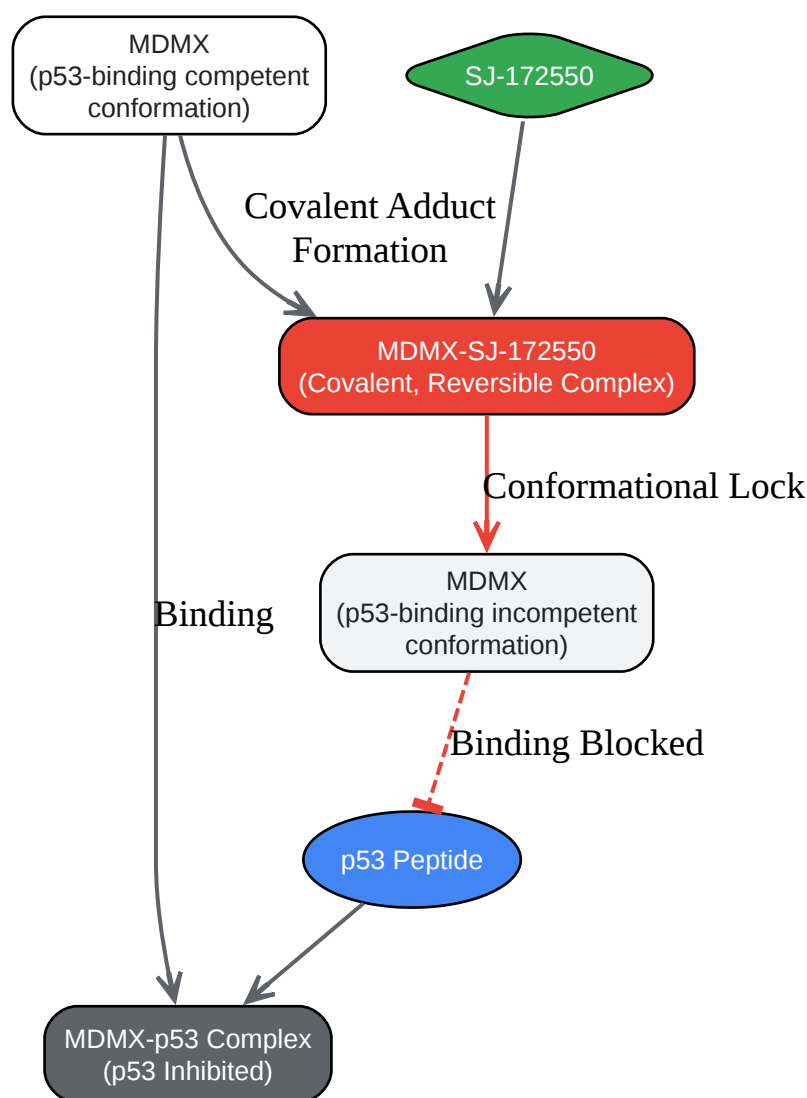 MDMX
(p53-binding competent
conformation)
SJ-172550
Covalent Adduct
Formation
MDMX-SJ-172550
(Covalent, Reversible Complex)
Conformational Lock
MDMX
(p53-binding incompetent
conformation)
Binding
Binding Blocked
p53 Peptide
MDMX-p53 Complex
(p53 Inhibited)